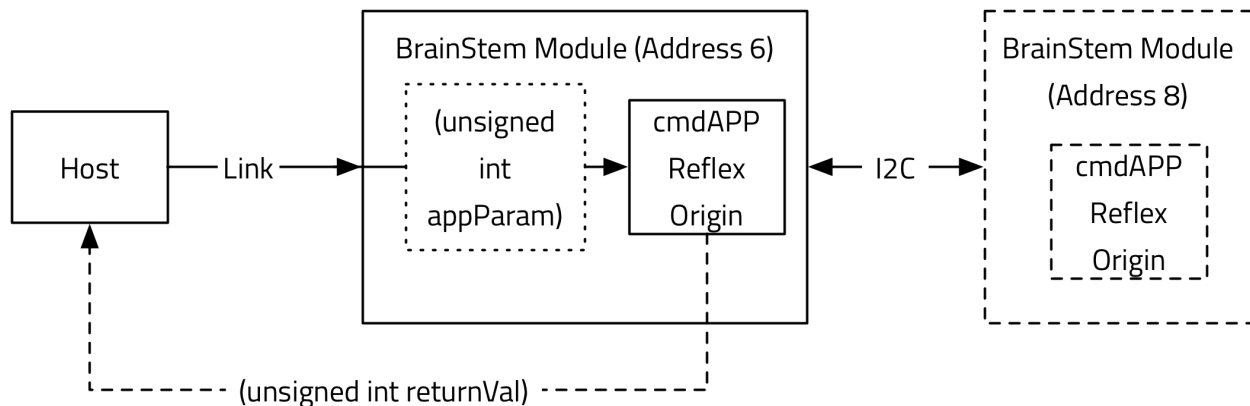 BrainStem Module (Address 6)
BrainStem Module
(Address 8)
Host
Link
(unsigned
int
appParam)
cmdAPP
Reflex
Origin
I2C
cmdAPP
Reflex
Origin
(unsigned int returnVal)